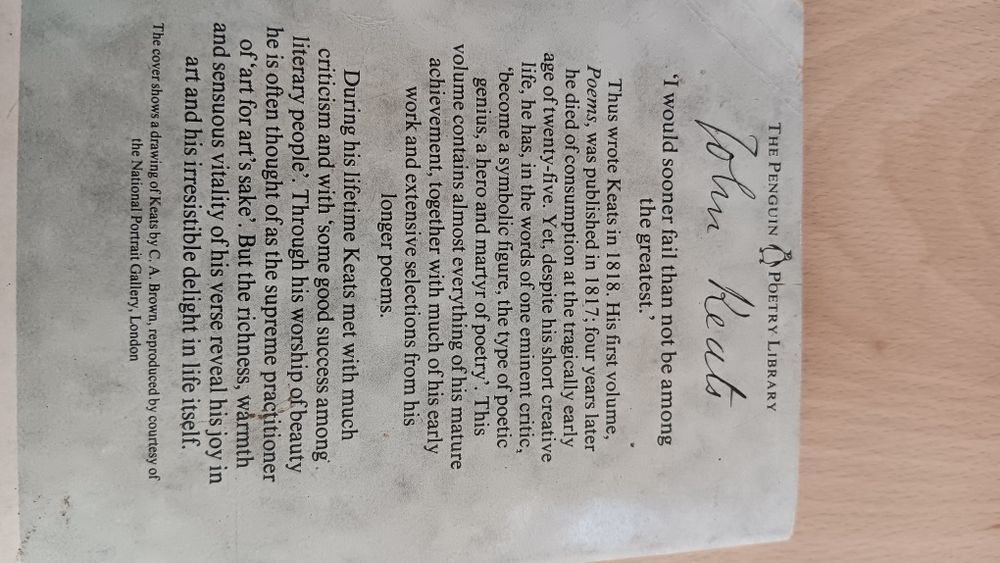 THE PENGUIN POETRY LIBRARY
John Keats
'I would sooner fail than not be among
the greatest.'
Thus wrote Keats in 1818. His first volume,
Poems, was published in 1817; four years later
he died of consumption at the tragically early
age of twenty-five. Yet, despite his short creative
life, he has, in the words of one eminent critic,
'become a symbolic figure, the type of poetic
genius, a hero and martyr of poetry'. This
volume contains almost everything of his mature
achievement, together with much of his early
work and extensive selections from his
longer poems.
During his lifetime Keats met with much
criticism and with 'some good success among
literary people'. Through his worship of beauty
he is often thought of as the supreme practitioner
of 'art for art's sake'. But the richness, warmth
and sensuous vitality of his verse reveal his joy in
art and his irresistible delight in life itself.
The cover shows a drawing of Keats by C. A. Brown, reproduced by courtesy of
the National Portrait Gallery, London